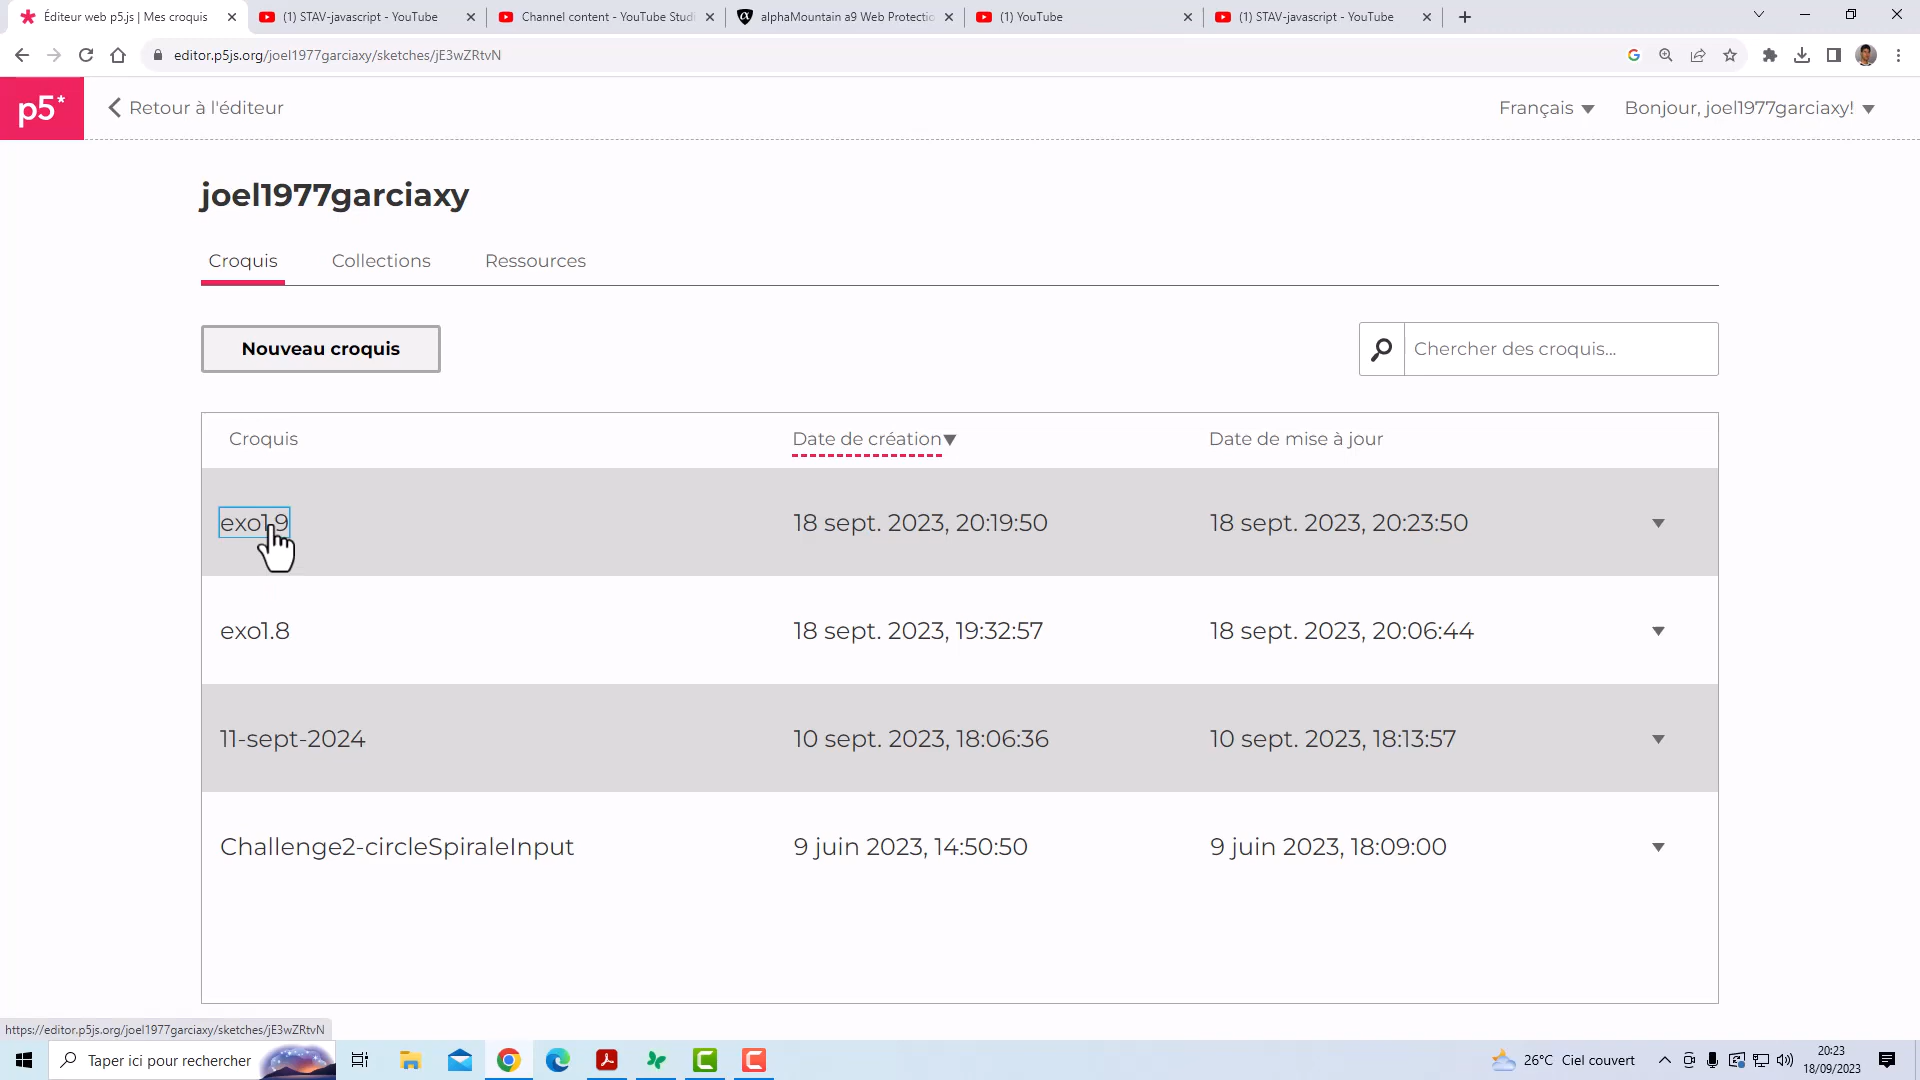 Éditeur web p5.js | Mes croquis
(1) STAV-javascript - YouTube
Channel content - YouTube Studi
alphaMountain a9 Web Protectio
(1) YouTube
(1) STAV-javascript - YouTube
editor.p5js.org/joel1977garciaxy/sketches/jE3wZRtvN
p5*
Retour à l'éditeur
Français
Bonjour, joel1977garciaxy!
joel1977garciaxy
Croquis
Collections
Ressources
Nouveau croquis
Chercher des croquis...
Croquis
Date de création
Date de mise à jour
exo1.9
18 sept. 2023, 20:19:50
18 sept. 2023, 20:23:50
exo1.8
18 sept. 2023, 19:32:57
18 sept. 2023, 20:06:44
11-sept-2024
10 sept. 2023, 18:06:36
10 sept. 2023, 18:13:57
Challenge2-circleSpiraleInput
9 juin 2023, 14:50:50
9 juin 2023, 18:09:00
https://editor.p5js.org/joel1977garciaxy/sketches/jE3wZRtvN
Taper ici pour rechercher
26°C Ciel couvert
20:23
18/09/2023